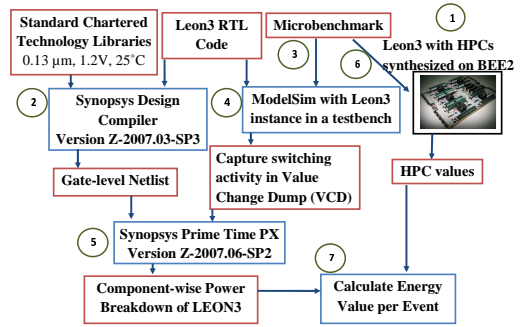 Standard Chartered
Technology Libraries
0.13 µm, 1.2V, 25˚C
Leon3 RTL
Code
Microbenchmark
1
3
6
Leon3 with HPCs
synthesized on BEE2
2
Synopsys Design
Compiler
Version Z-2007.03-SP3
4
ModelSim with Leon3
instance in a testbench
Gate-level Netlist
Capture switching
activity in Value
Change Dump (VCD)
HPC values
5
Synopsys Prime Time PX
Version Z-2007.06-SP2
7
Component-wise Power
Breakdown of LEON3
Calculate Energy
Value per Event